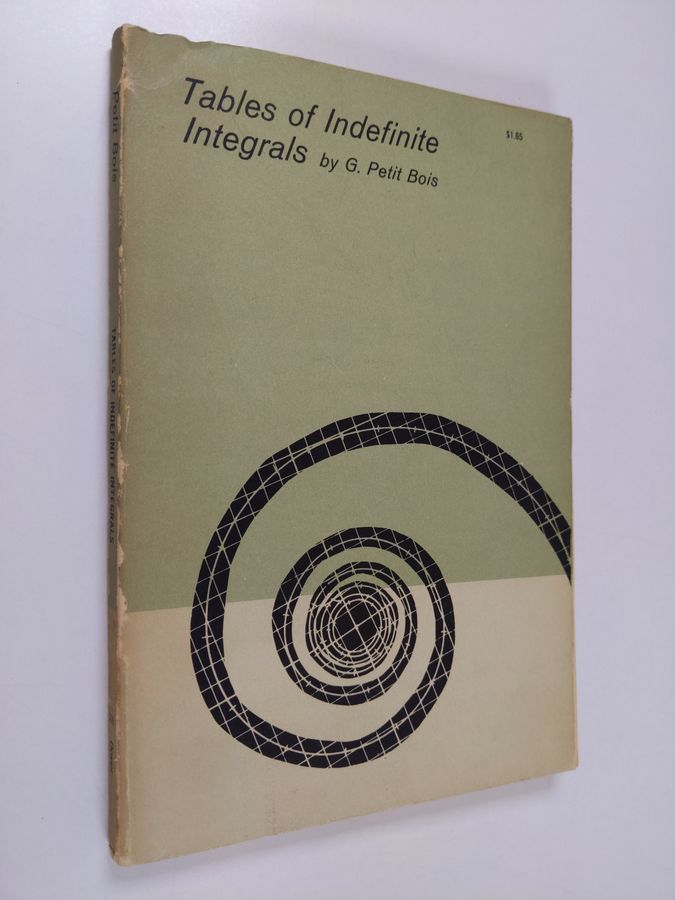 Tables of Indefinite
Integrals by G. Petit Bois
$1.65
Petit Bois
TABLES OF INDEFINITE INTEGRALS